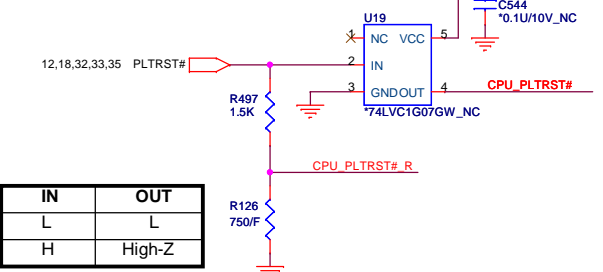 C544
*0.1U/10V_NC
U19
1 NC VCC 5
12,18,32,33,35 PLTRST# 2 IN
3 GND OUT 4 CPU_PLTRST#
*74LVC1G07GW_NC
R497
1.5K
CPU_PLTRST#_R
R126
750/F
IN OUT
L L
H High-Z